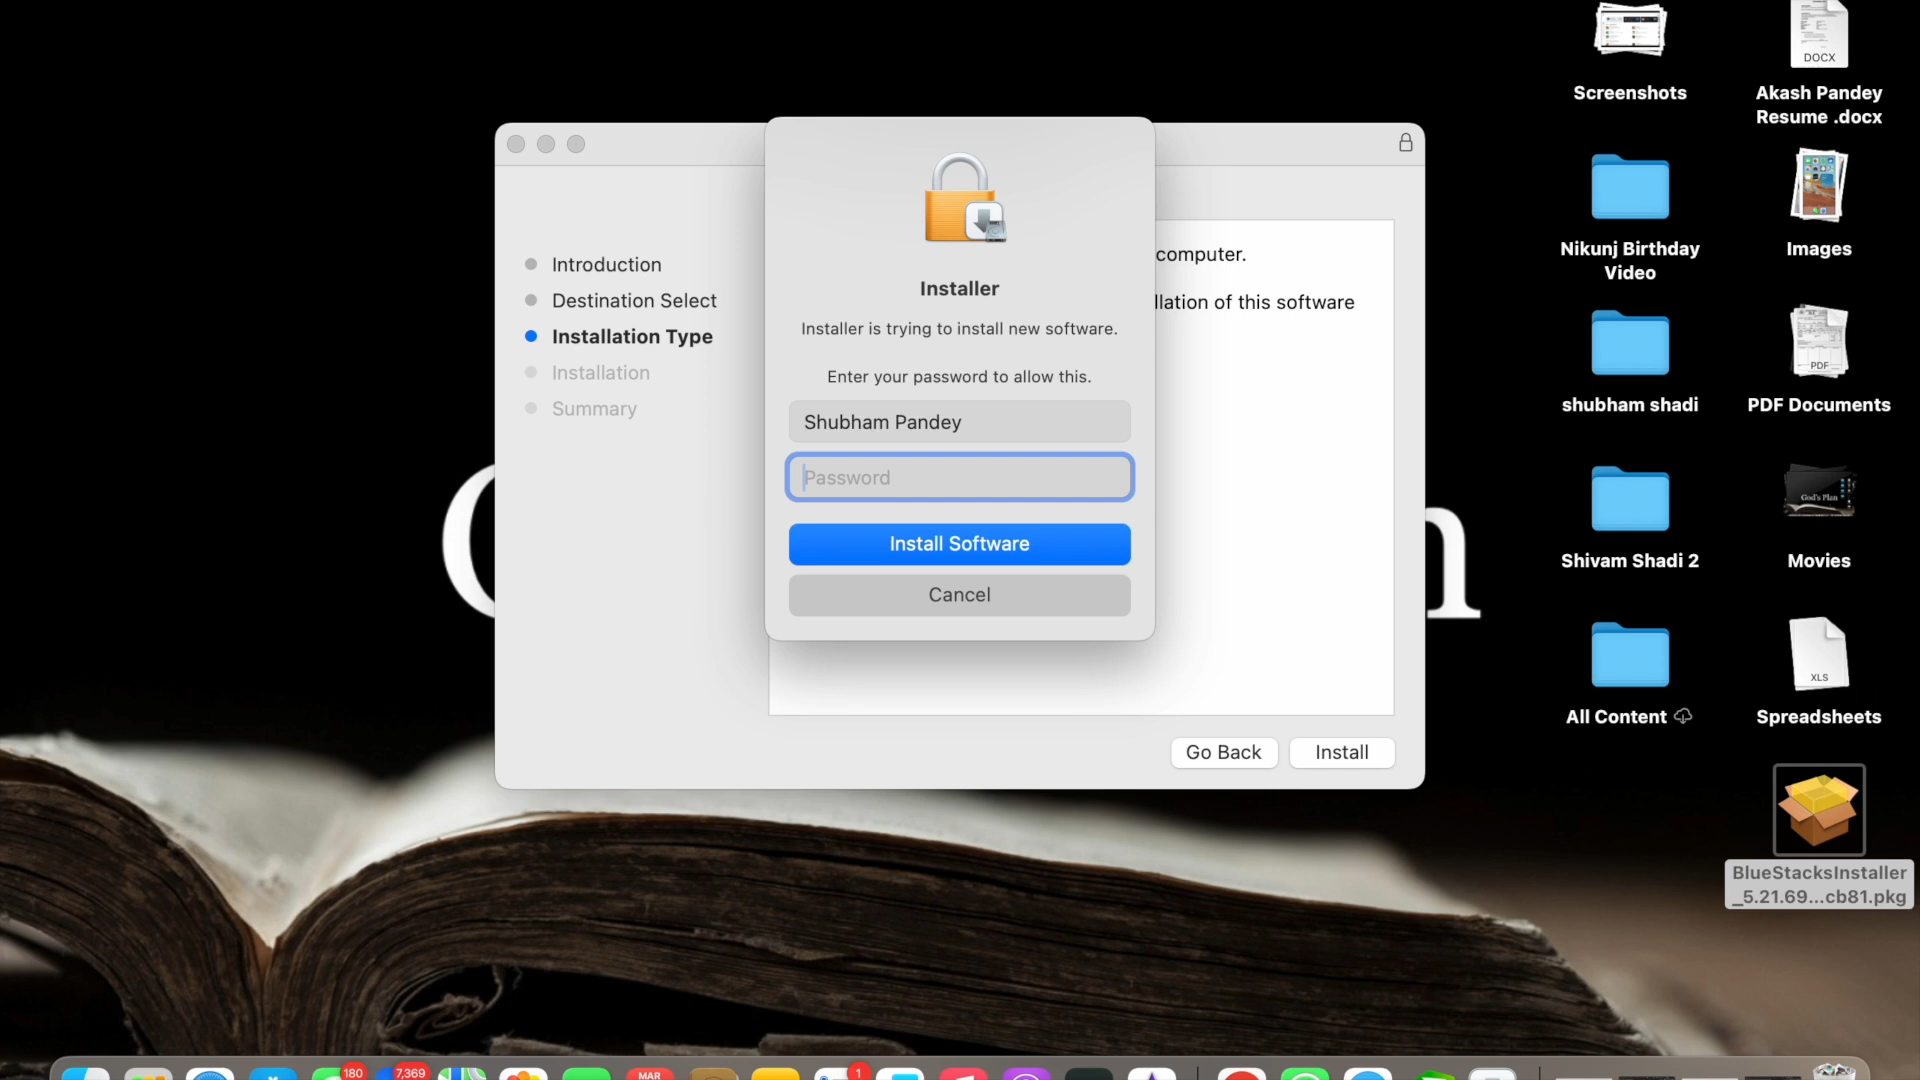 Introduction
Destination Select
Installation Type
Installation
Summary
computer.
llation of this software
Installer
Installer is trying to install new software.
Enter your password to allow this.
Shubham Pandey
Password
Install Software
Cancel
Go Back
Install
Screenshots
DOCX
Akash Pandey
Resume .docx
Nikunj Birthday
Video
Images
shubham shadi
PDF
PDF Documents
Shivam Shadi 2
God's Plan
Movies
All Content
XLS
Spreadsheets
BlueStacksInstaller
_5.21.69...cb81.pkg
180
7,369
MAR
1